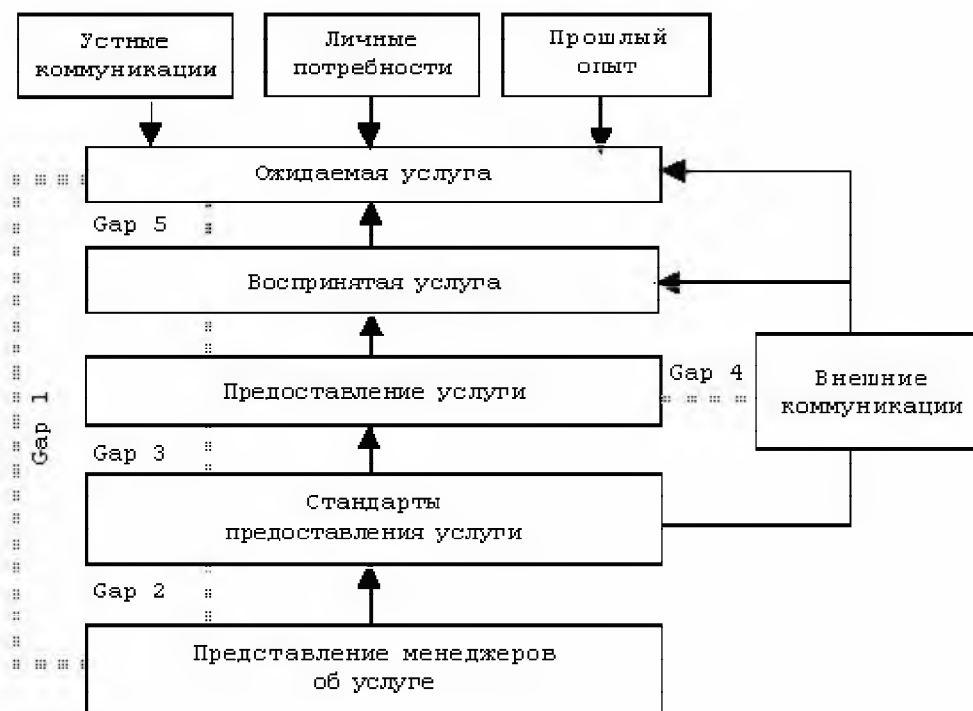 Устные
коммуникации
Личные
потребности
Прошлый
опыт
Ожидаемая услуга
Gap 5
Воспринятая услуга
Предоставление услуги
Gap 4
Внешние
коммуникации
Gap 1
Gap 3
Стандарты
предоставления услуги
Gap 2
Представление менеджеров
об услуге